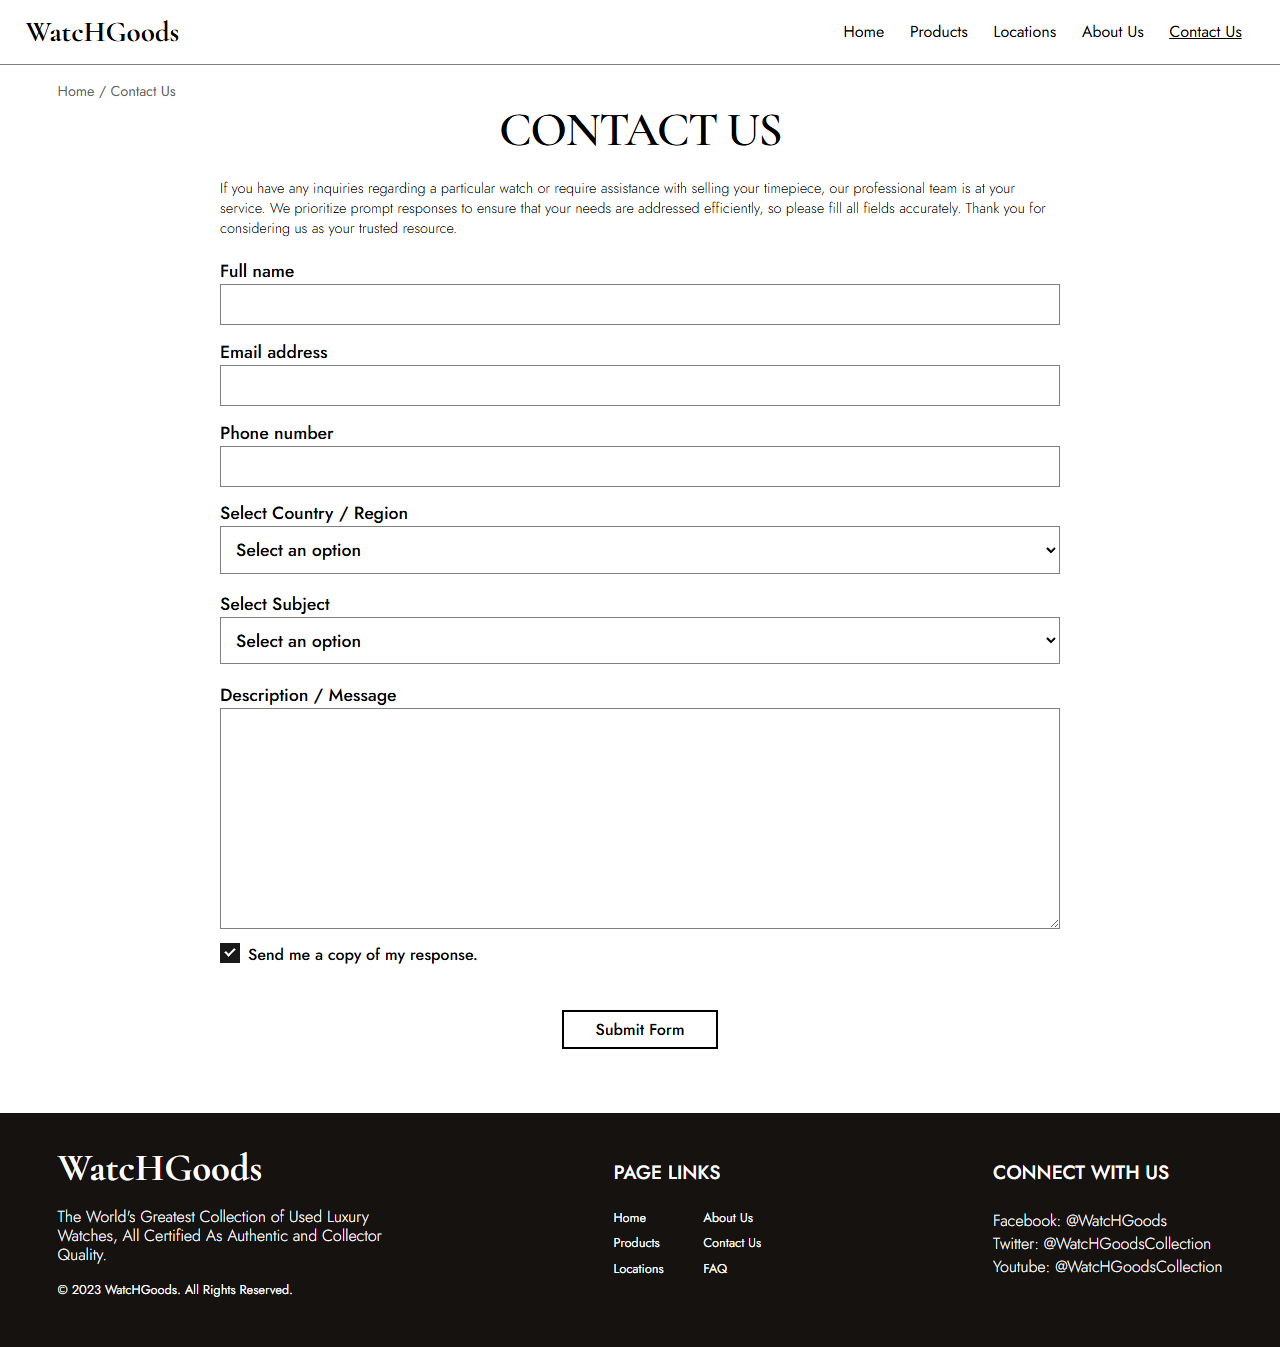 WatcHGoods
Home Products Locations About Us Contact Us
Home / Contact Us
CONTACT US
If you have any inquiries regarding a particular watch or require assistance with selling your timepiece, our professional team is at your
service. We prioritize prompt responses to ensure that your needs are addressed efficiently, so please fill all fields accurately. Thank you for
considering us as your trusted resource.
Full name
Email address
Phone number
Select Country / Region
Select an option
Select Subject
Select an option
Description / Message
Send me a copy of my response.
Submit Form
WatcHGoods
The World's Greatest Collection of Used Luxury
Watches, All Certified As Authentic and Collector
Quality.
© 2023 WatcHGoods. All Rights Reserved.
PAGE LINKS
Home About Us
Products Contact Us
Locations FAQ
CONNECT WITH US
Facebook: @WatcHGoods
Twitter: @WatcHGoodsCollection
Youtube: @WatcHGoodsCollection